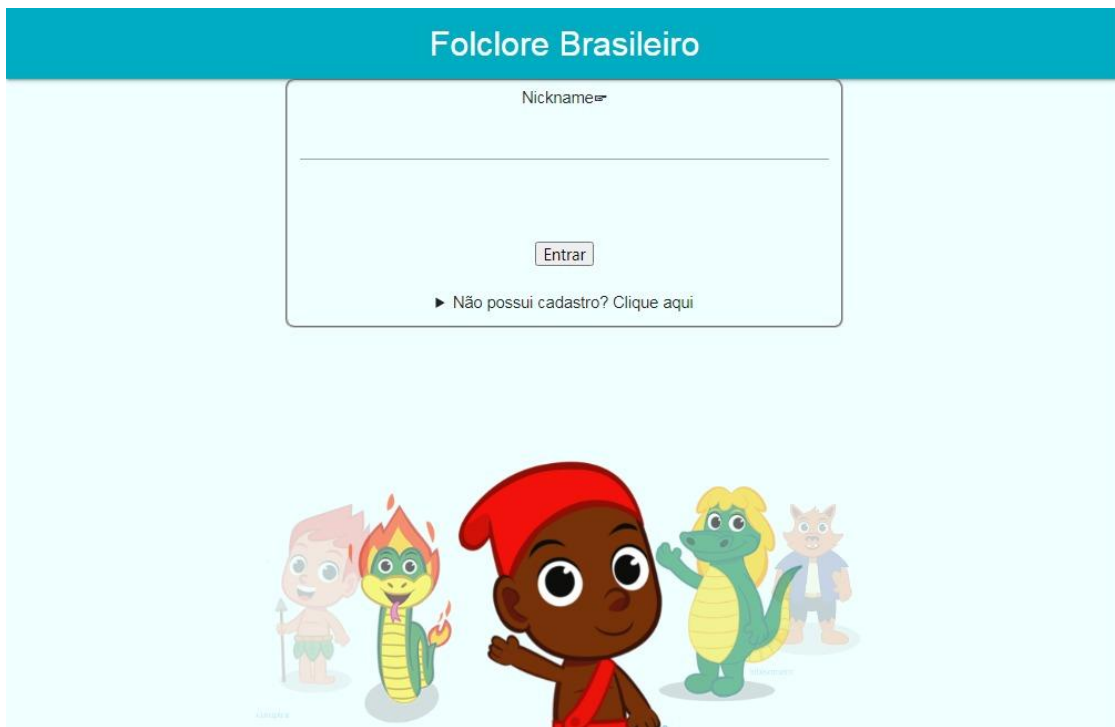 Folclore Brasileiro
Nickname☞
Entrar
► Não possui cadastro? Clique aqui